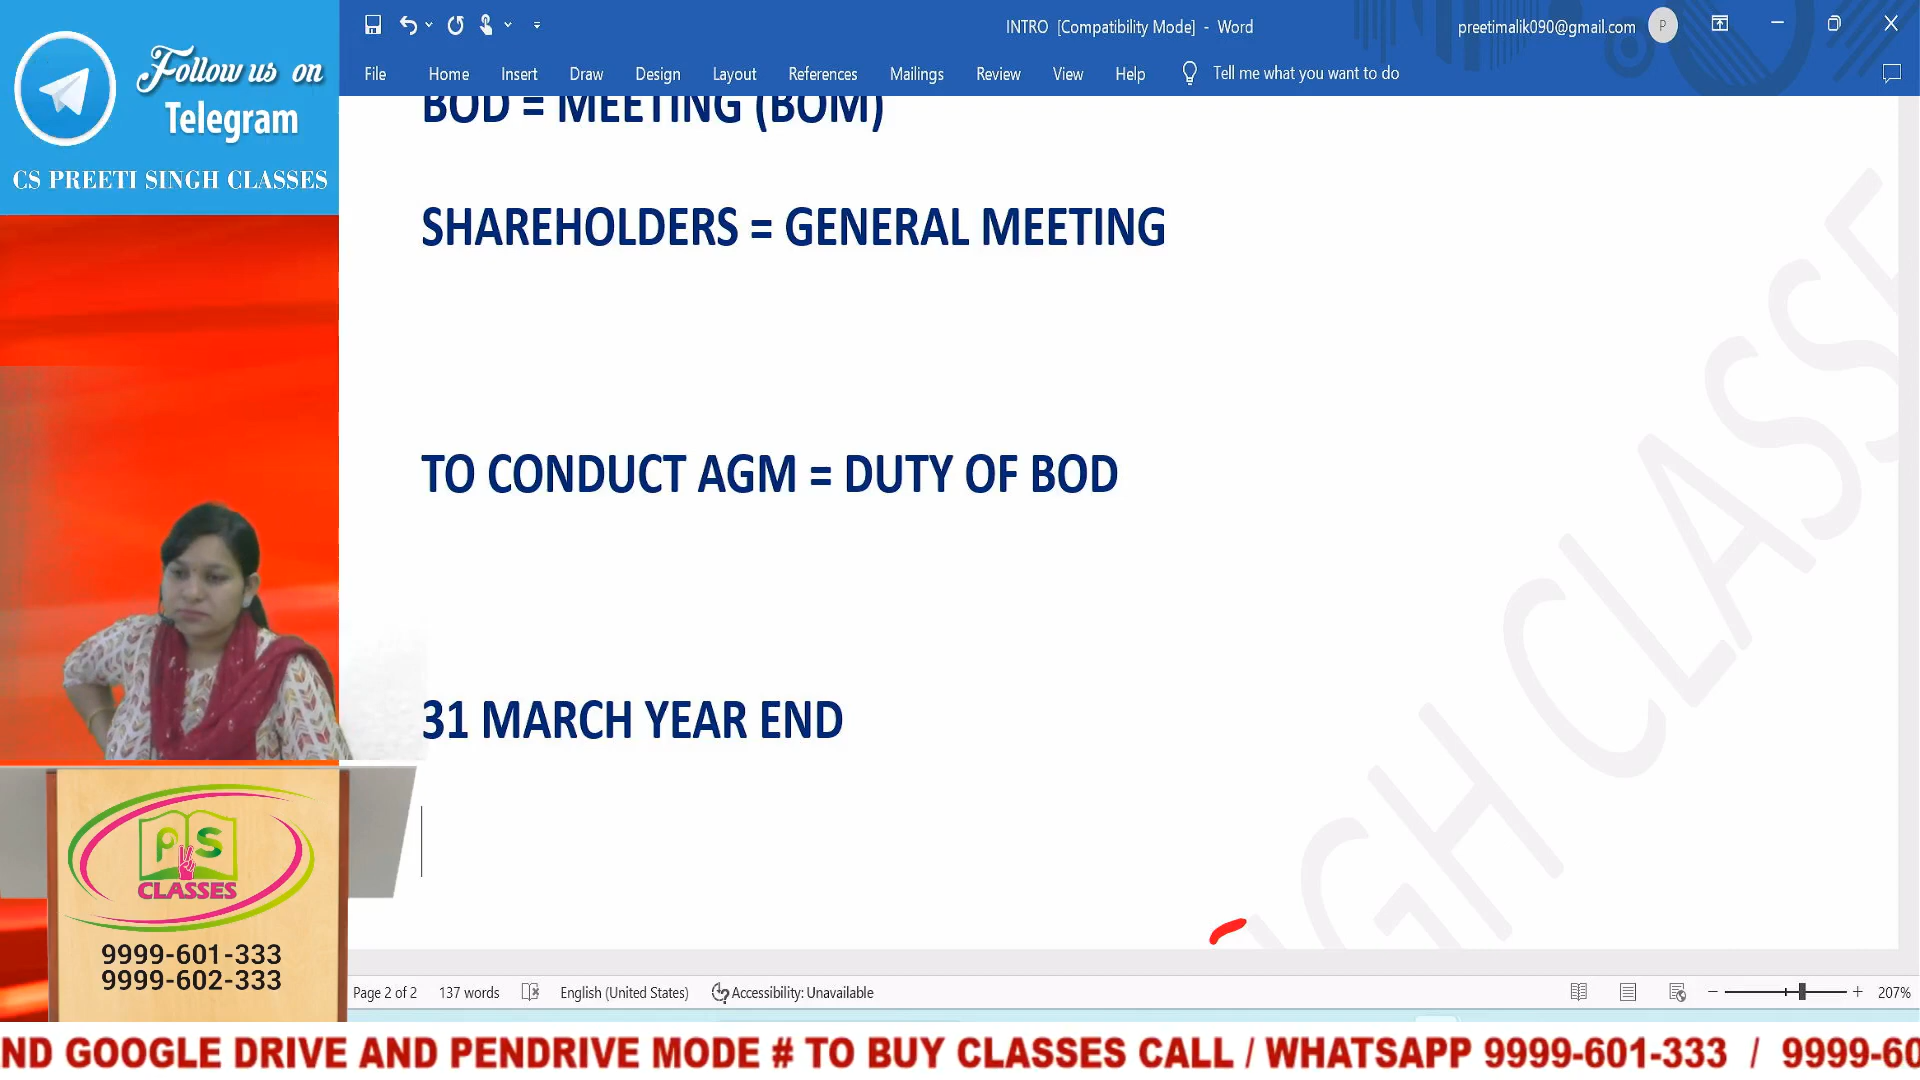 Follow us on
Telegram
CS PREETI SINGH CLASSES
INTRO [Compatibility Mode] - Word
preetimalik090@gmail.com
P
File Home Insert Draw Design Layout References Mailings Review View Help Tell me what you want to do
BOD = MEETING (BOM)
SHAREHOLDERS = GENERAL MEETING
TO CONDUCT AGM = DUTY OF BOD
31 MARCH YEAR END
GH CLASSE
PS
CLASSES
9999-601-333
9999-602-333
Page 2 of 2 137 words English (United States) Accessibility: Unavailable 207%
ND GOOGLE DRIVE AND PENDRIVE MODE # TO BUY CLASSES CALL / WHATSAPP 9999-601-333 / 9999-60